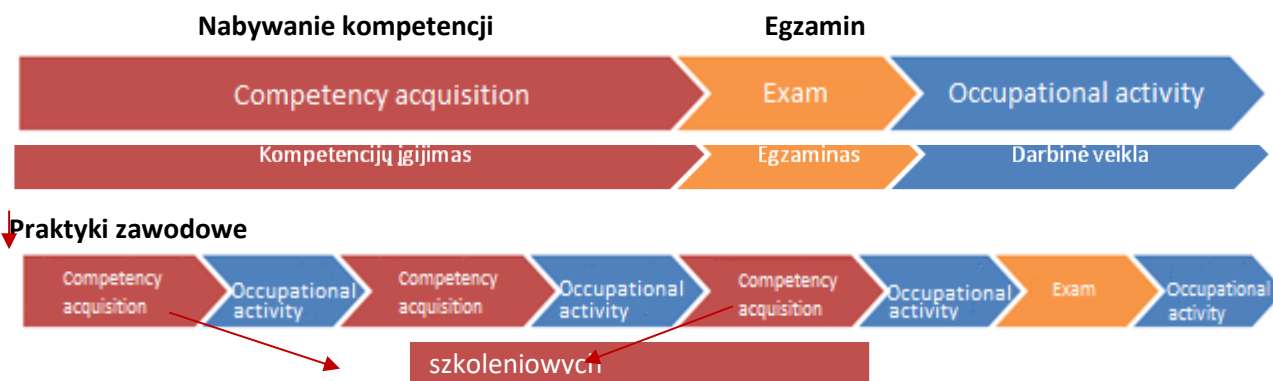 Nabywanie kompetencji Egzamin
Competency acquisition Exam Occupational activity
Kompetencijų įgijimas Egzaminas Darbinė veikla
Praktyki zawodowe
Competency acquisition
Occupational activity
Competency acquisition
Occupational activity
Competency acquisition
Occupational activity
Exam
Occupational activity
szkoleniowych